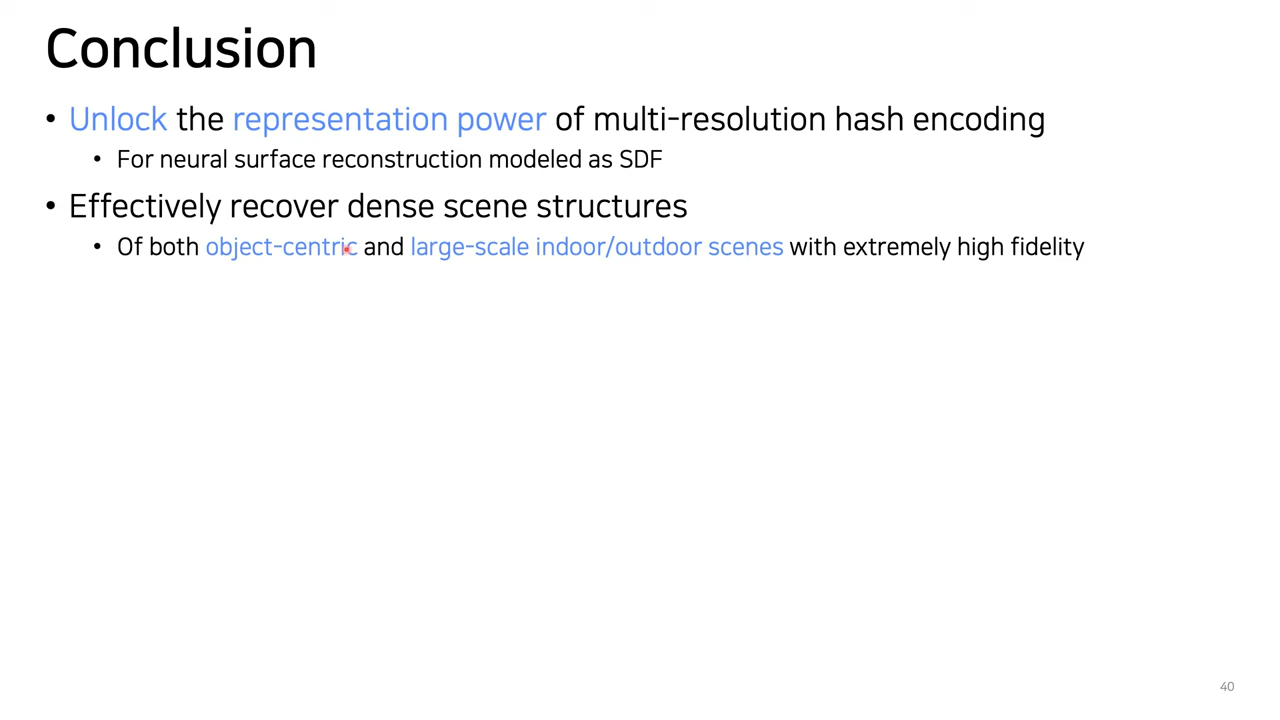 Conclusion
• Unlock the representation power of multi-resolution hash encoding
• For neural surface reconstruction modeled as SDF
• Effectively recover dense scene structures
• Of both object-centric and large-scale indoor/outdoor scenes with extremely high fidelity
40